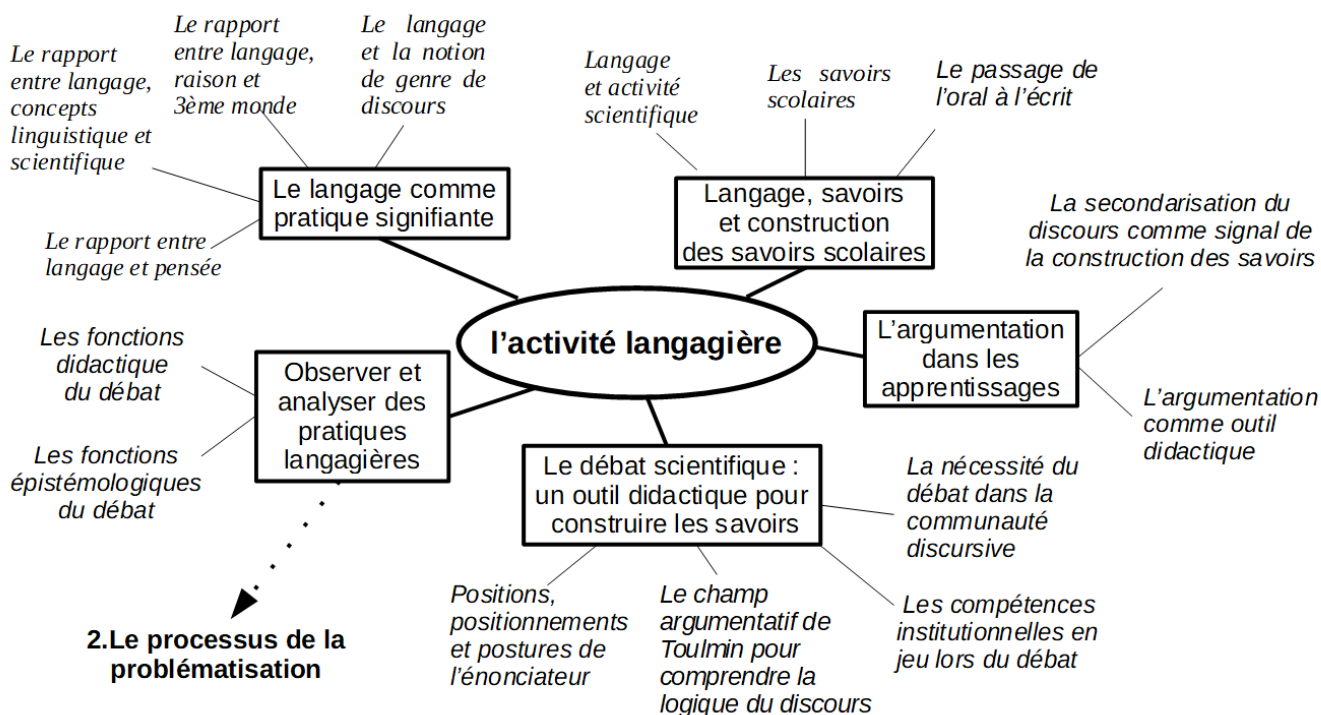 Le rapport
entre langage,
concepts
linguistique et
scientifique
Le rapport
entre langage,
raison et
3ème monde
Le langage
et la notion
de genre de
discours
Langage
et activité
scientifique
Les savoirs
scolaires
Le passage de
l'oral à l'écrit
Le langage comme
pratique signifiante
Langage, savoirs
et construction
des savoirs scolaires
Le rapport entre
langage et pensée
La secondarisation du
discours comme signal de
la construction des savoirs
l'activité langagière
L'argumentation
dans les
apprentissages
Les fonctions
didactique
du débat
Observer et
analyser des
pratiques
langagières
L'argumentation
comme outil
didactique
Les fonctions
épistémologiques
du débat
Le débat scientifique :
un outil didactique pour
construire les savoirs
La nécessité du
débat dans la
communauté
discursive
Positions,
positionnements
et postures de
l'énonciateur
Le champ
argumentatif de
Toulmin pour
comprendre la
logique du discours
Les compétences
institutionnelles en
jeu lors du débat
2.Le processus de la
problématisation